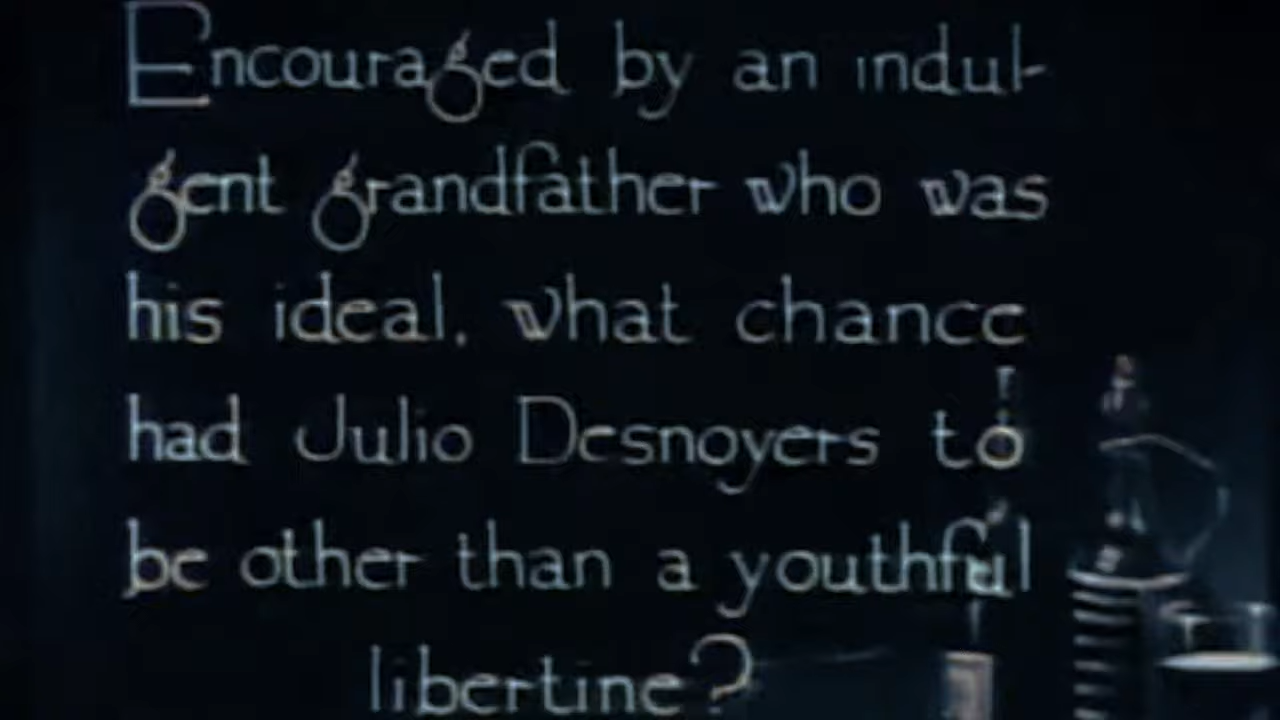 Encouraged by an indul-
gent grandfather who was
his ideal, what chance
had Julio Desnoyers to
be other than a youthful
libertine?